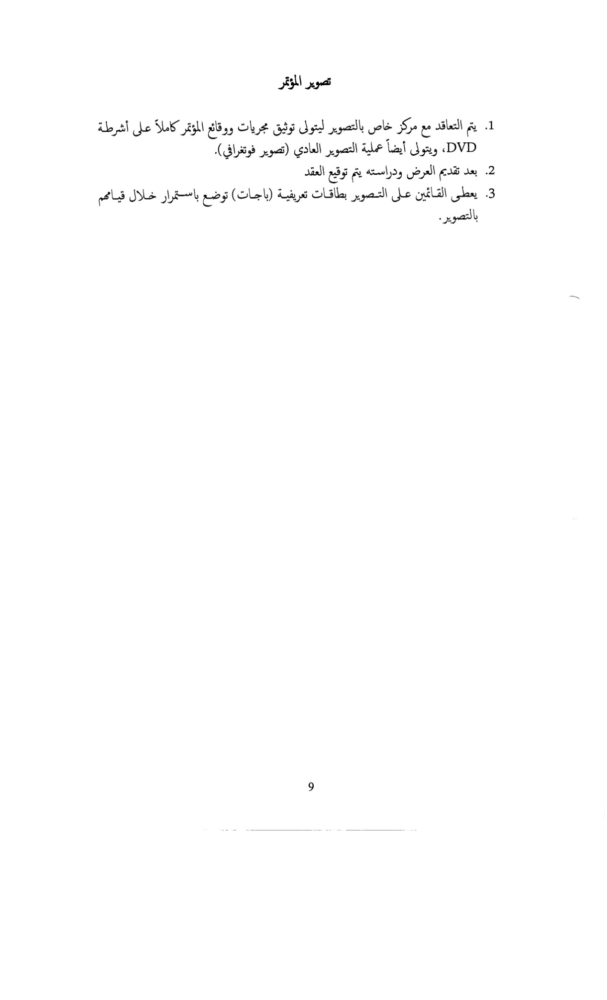 تصوير المؤتمر
1. يتم التعاقد مع مركز خاص بالتصوير ليتولى توثيق مجريات ووقائع المؤتمر كاملاً على أشرطة
DVD، ويتولى أيضاً عملية التصوير العادي (تصوير فوتغرافي).
2. بعد تقديم العرض ودراسته يتم توقيع العقد
3. يعطى القائمين على التصوير بطاقات تعريفية (باجات) توضع باستمرار خلال قيامهم
بالتصوير.
9